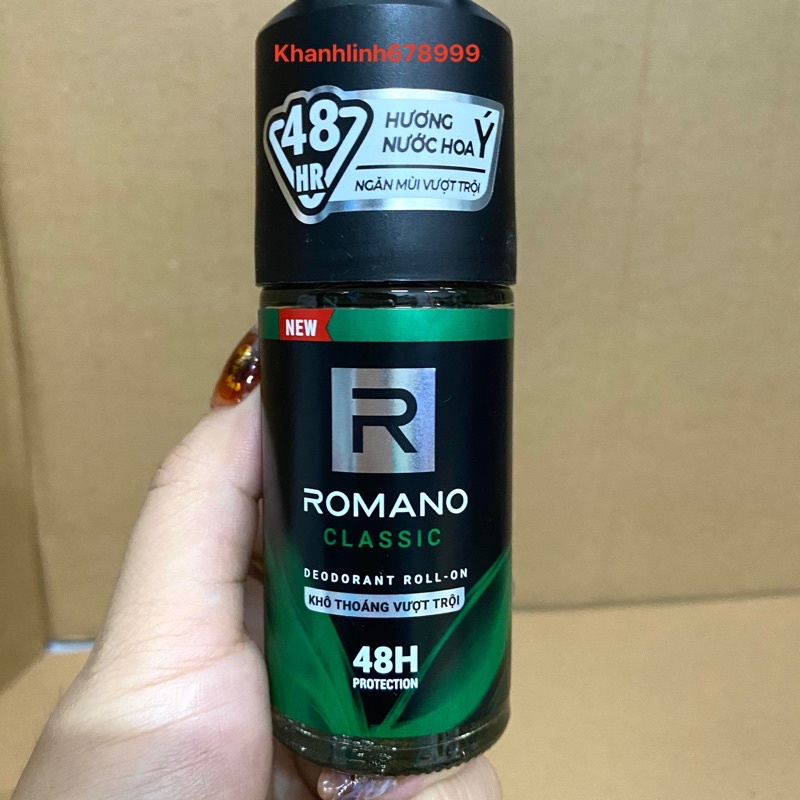 Khanhlinh678999
48
HR
HƯƠNG
NƯỚC HOA Ý
NGĂN MÙI VƯỢT TRỘI
NEW
R
ROMANO
CLASSIC
DEODORANT ROLL-ON
KHÔ THOÁNG VƯỢT TRỘI
48H
PROTECTION